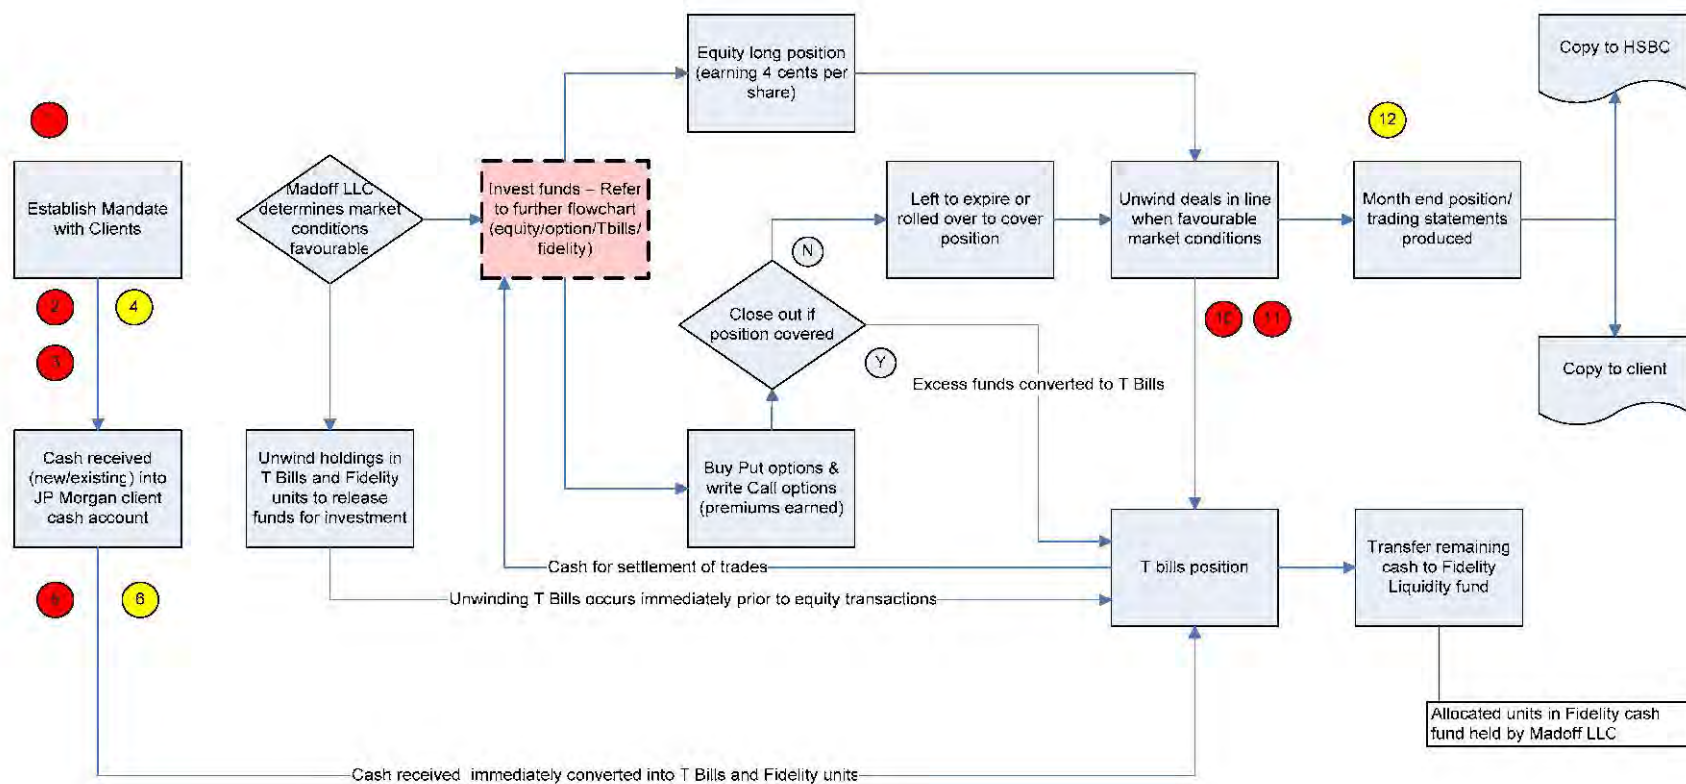 Equity long position
(earning 4 cents per
share)
Copy to HSBC
12
Establish Mandate
with Clients
Madoff LLC
determines market
conditions
favourable
Invest funds – Refer
to further flowchart
(equity/option/Tbills/
fidelity)
Left to expire or
rolled over to cover
position
Unwind deals in line
when favourable
market conditions
Month end position/
trading statements
produced
N
2
4
3
Close out if
position covered
Y
10
11
Excess funds converted to T Bills
Copy to client
Cash received
(new/existing) into
JP Morgan client
cash account
Unwind holdings in
T Bills and Fidelity
units to release
funds for investment
Buy Put options &
write Call options
(premiums earned)
T bills position
Transfer remaining
cash to Fidelity
Liquidity fund
Cash for settlement of trades
6
Unwinding T Bills occurs immediately prior to equity transactions
Allocated units in Fidelity cash
fund held by Madoff LLC
Cash received immediately converted into T Bills and Fidelity units